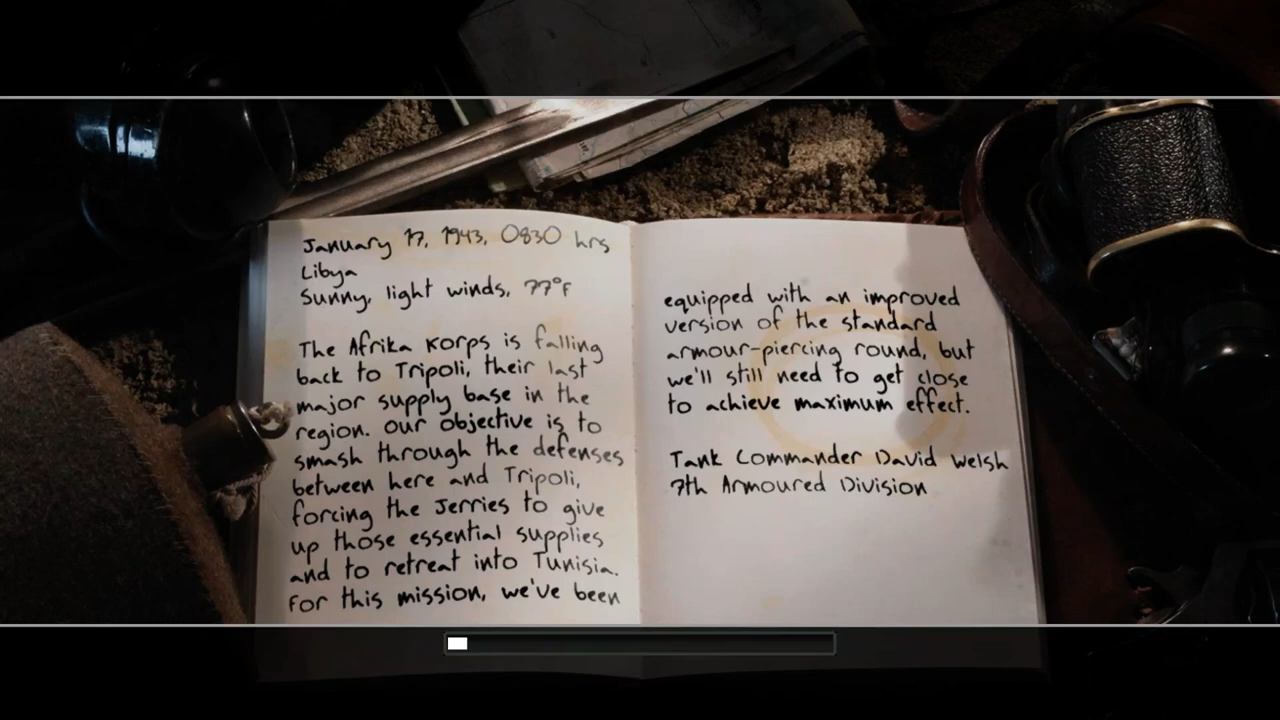 January 17, 1943, 0830 hrs
Libya
Sunny, light winds, 77°F
The Afrika Korps is falling
back to Tripoli, their last
major supply base in the
region. Our objective is to
smash through the defenses
between here and Tripoli,
forcing the Jerries to give
up those essential supplies
and to retreat into Tunisia.
For this mission, we've been
equipped with an improved
version of the standard
armour-piercing round, but
we'll still need to get close
to achieve maximum effect.
Tank Commander David Welsh
7th Armoured Division